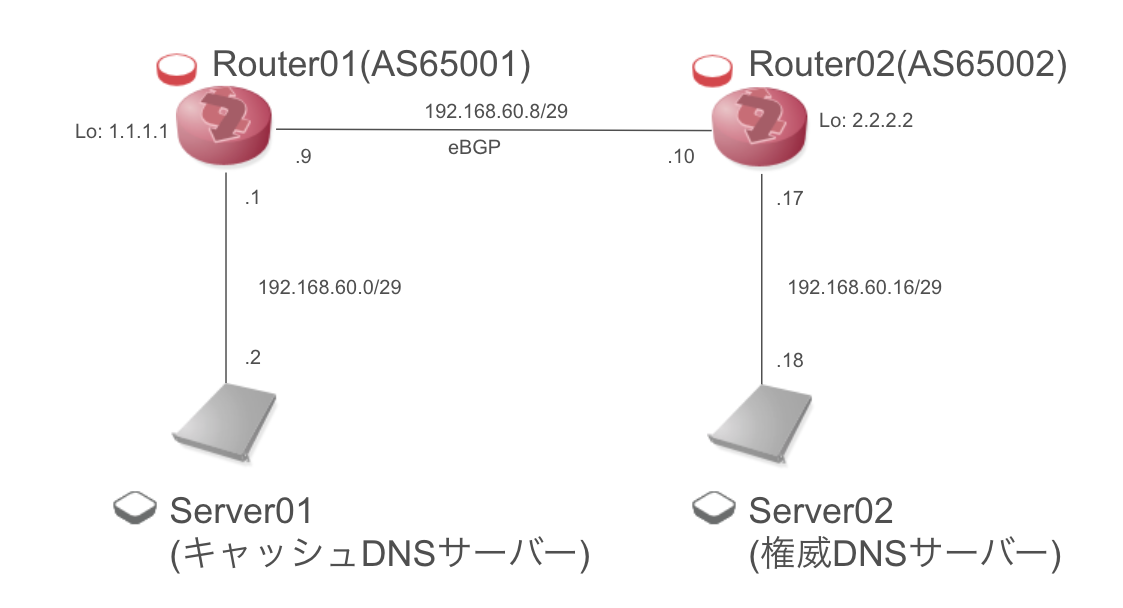 Router01(AS65001)
Router02(AS65002)
192.168.60.8/29
Lo: 1.1.1.1
Lo: 2.2.2.2
eBGP
.9
.10
.1
.17
192.168.60.0/29
192.168.60.16/29
.2
.18
Server01
(キャッシュDNSサーバー)
Server02
(権威DNSサーバー)